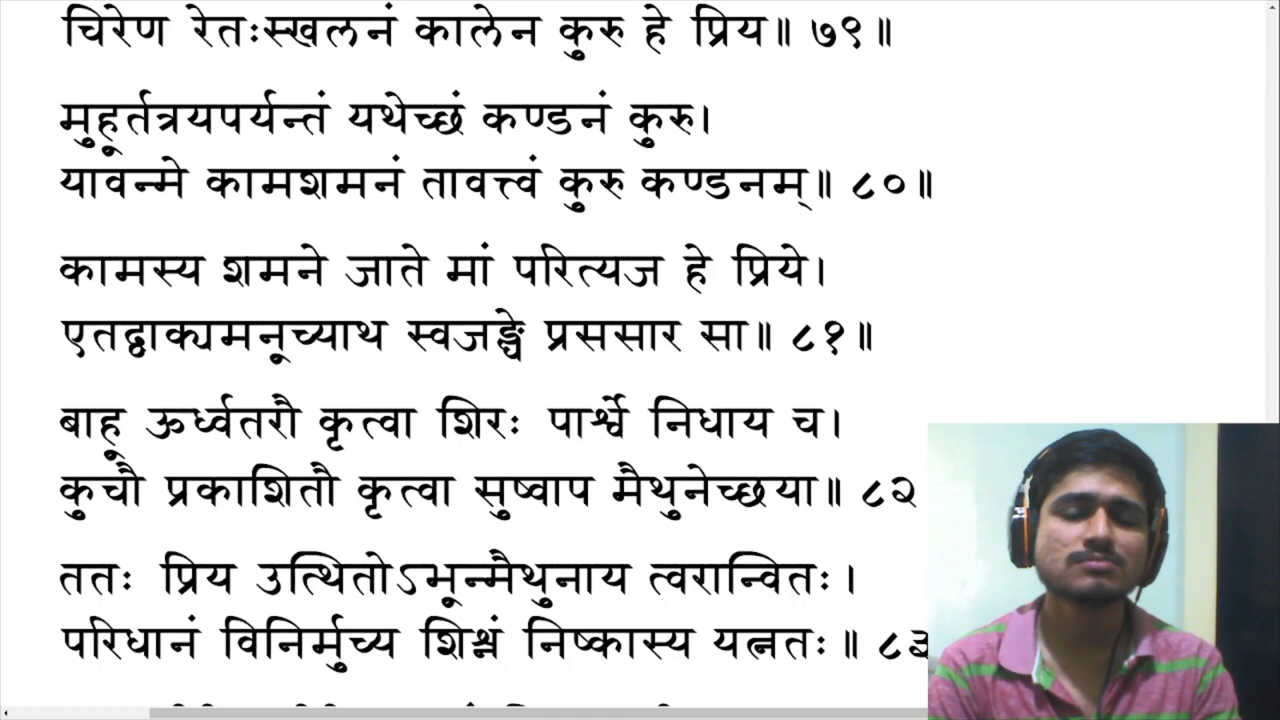 चिरेण रेतःस्खलनं कालेन कुरु हे प्रिय॥ ७९॥
मुहूर्तत्रयपर्यन्तं यथेच्छं कण्डनं कुरु।
यावन्मे कामशमनं तावत्त्वं कुरु कण्डनम्॥ ८०॥
कामस्य शमने जाते मां परित्यज हे प्रिये।
एतद्वाक्यमनूच्याथ स्वजङ्घे प्रससार सा॥ ८१॥
बाहू ऊर्ध्वतरौ कृत्वा शिरः पार्श्वे निधाय च।
कुचौ प्रकाशितौ कृत्वा सुष्वाप मैथुनेच्छया॥ ८२
ततः प्रिय उत्थितोऽभून्मैथुनाय त्वरान्वितः।
परिधानं विनिर्मुच्य शिश्नं निष्कास्य यत्नतः॥ ८३